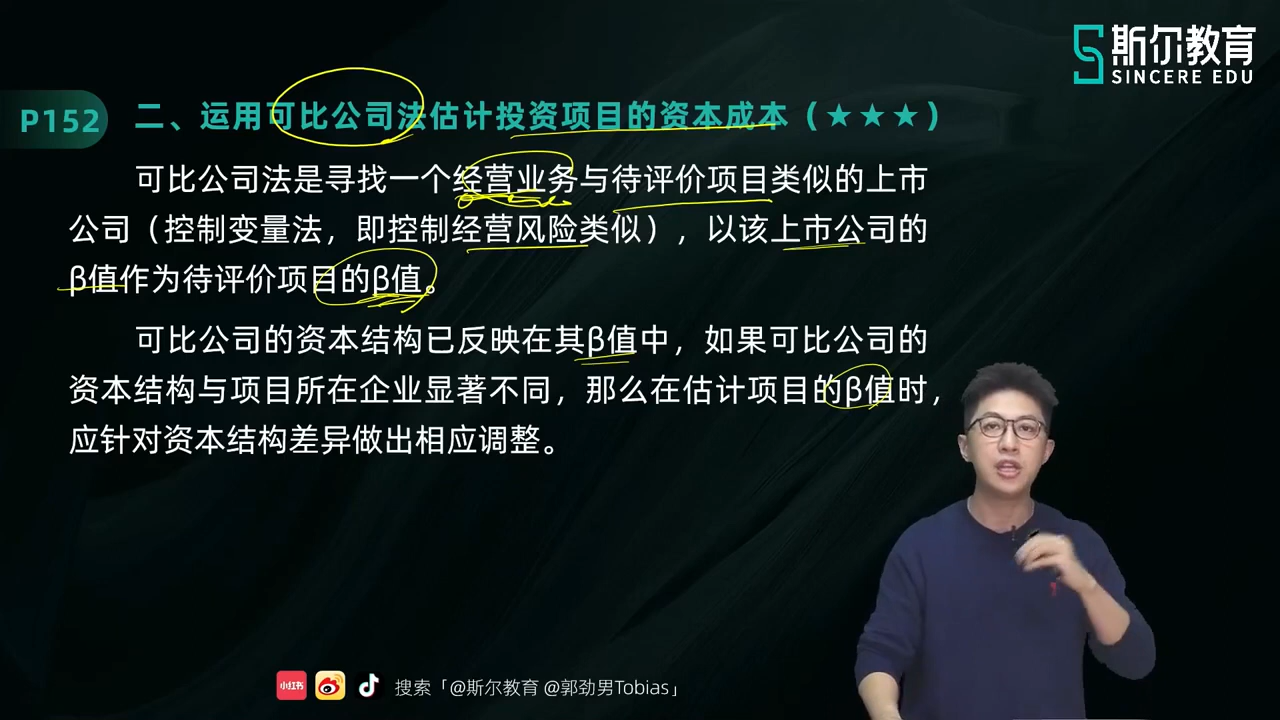 斯尔教育
SINCERE EDU
P152
二、运用可比公司法估计投资项目的资本成本（★★★）
可比公司法是寻找一个经营业务与待评价项目类似的上市
公司（控制变量法，即控制经营风险类似），以该上市公司的
β值作为待评价项目的β值。
可比公司的资本结构已反映在其β值中，如果可比公司的
资本结构与项目所在企业显著不同，那么在估计项目的β值时，
应针对资本结构差异做出相应调整。
小红书
搜索「@斯尔教育 @郭劲男Tobias」